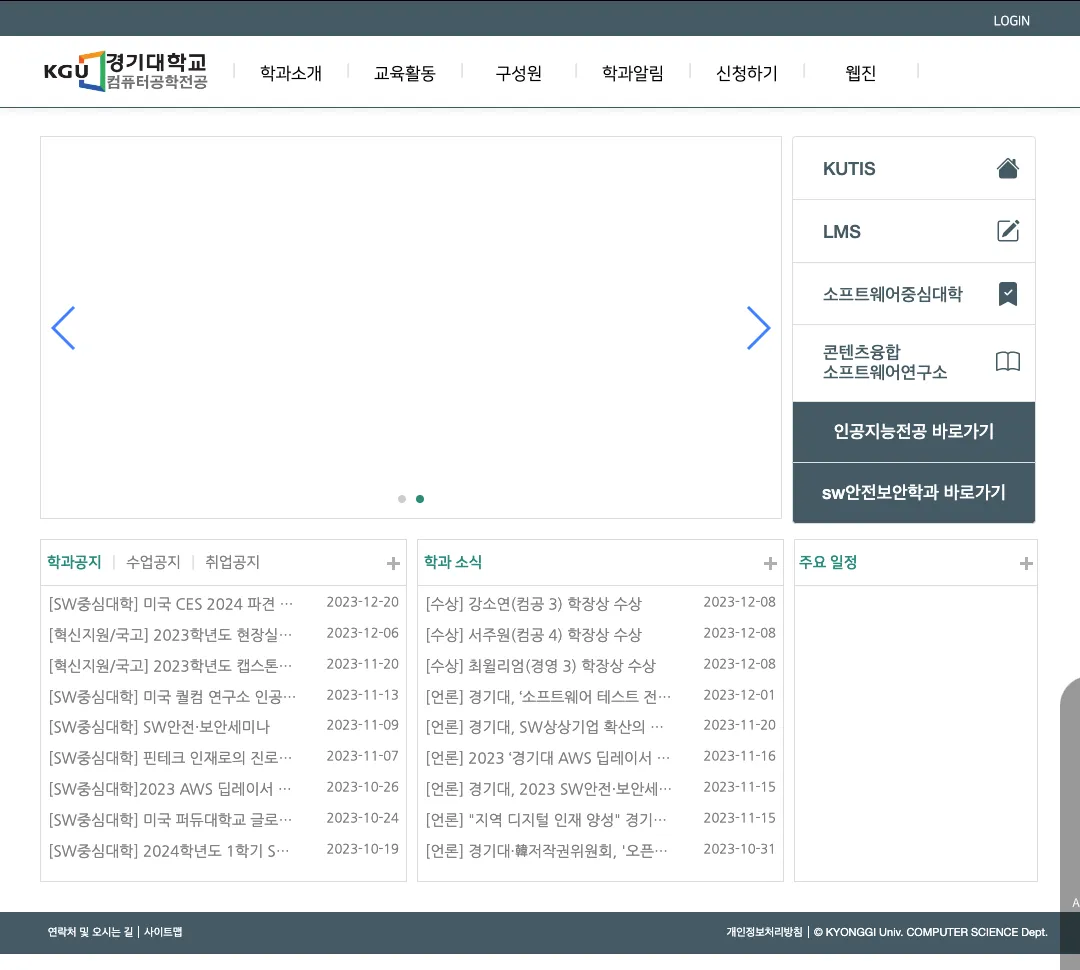 LOGIN
KGU 경기대학교
컴퓨터공학전공
학과소개 교육활동 구성원 학과알림 신청하기 웹진
KUTIS
LMS
소프트웨어중심대학
콘텐츠융합
소프트웨어연구소
인공지능전공 바로가기
sw안전보안학과 바로가기
학과공지 수업공지 취업공지 +
[SW중심대학] 미국 CES 2024 파견 … 2023-12-20
[혁신지원/국고] 2023학년도 현장실… 2023-12-06
[혁신지원/국고] 2023학년도 캡스톤… 2023-11-20
[SW중심대학] 미국 퀄컴 연구소 인공… 2023-11-13
[SW중심대학] SW안전·보안세미나 2023-11-09
[SW중심대학] 핀테크 인재로의 진로… 2023-11-07
[SW중심대학]2023 AWS 딥레이서 … 2023-10-26
[SW중심대학] 미국 퍼듀대학교 글로… 2023-10-24
[SW중심대학] 2024학년도 1학기 S… 2023-10-19
학과 소식 +
[수상] 강소연(컴공 3) 학장상 수상 2023-12-08
[수상] 서주원(컴공 4) 학장상 수상 2023-12-08
[수상] 최윌리엄(경영 3) 학장상 수상 2023-12-08
[언론] 경기대, ‘소프트웨어 테스트 전… 2023-12-01
[언론] 경기대, SW상상기업 확산의 … 2023-11-20
[언론] 2023 ‘경기대 AWS 딥레이서 … 2023-11-16
[언론] 경기대, 2023 SW안전·보안세… 2023-11-15
[언론] "지역 디지털 인재 양성" 경기… 2023-11-15
[언론] 경기대·韓저작권위원회, '오픈… 2023-10-31
주요 일정 +
A
연락처 및 오시는 길 | 사이트맵
개인정보처리방침 | © KYONGGI Univ. COMPUTER SCIENCE Dept.